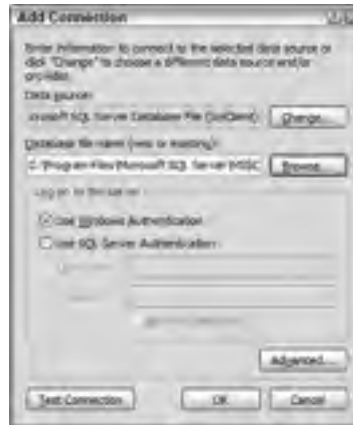 Add Connection
Enter information to connect to the selected data source or
click "Change" to choose a different data source and/or
provider.
Data source:
crosoft SQL Server Database File (SqlClient)
Change...
Database file name (new or existing):
C:\Program Files\Microsoft SQL Server\MSSC
Browse...
Log on to the server
Use Windows Authentication
Use SQL Server Authentication
Advanced...
Test Connection
OK
Cancel